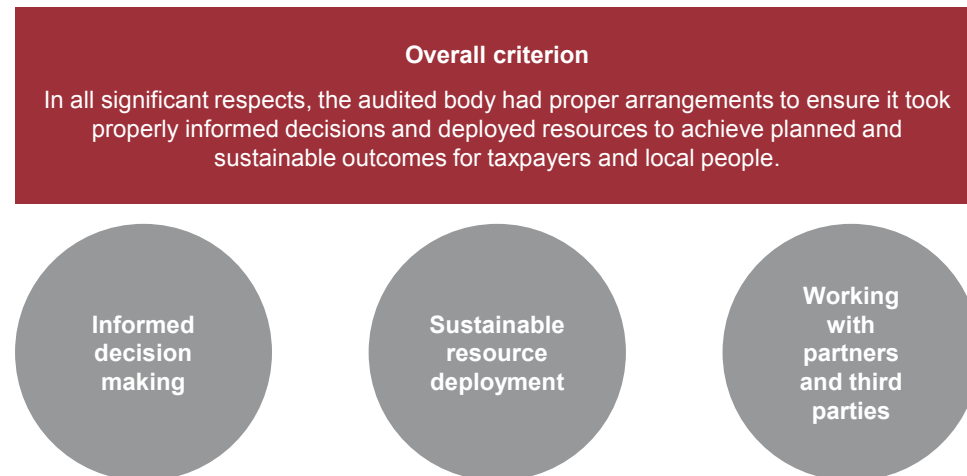 Overall criterion
In all significant respects, the audited body had proper arrangements to ensure it took
properly informed decisions and deployed resources to achieve planned and
sustainable outcomes for taxpayers and local people.
Informed
decision
making
Sustainable
resource
deployment
Working
with
partners
and third
parties